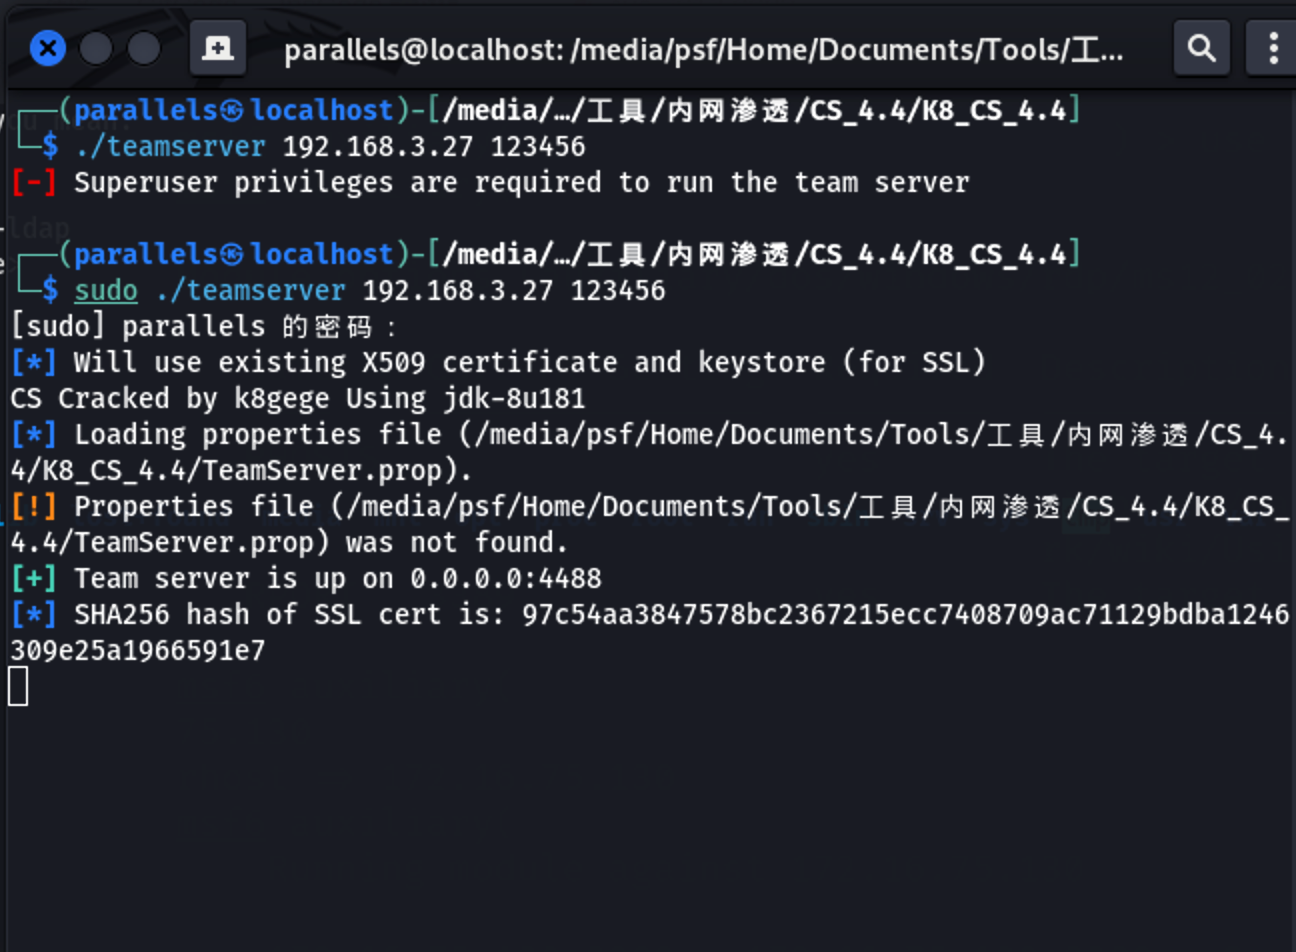 parallels@localhost: /media/psf/Home/Documents/Tools/工...
(parallels㉿localhost)-[/media/…/工具/内网渗透/CS_4.4/K8_CS_4.4]
$ ./teamserver 192.168.3.27 123456
[-] Superuser privileges are required to run the team server
(parallels㉿localhost)-[/media/…/工具/内网渗透/CS_4.4/K8_CS_4.4]
$ sudo ./teamserver 192.168.3.27 123456
[sudo] parallels 的密码：
[*] Will use existing X509 certificate and keystore (for SSL)
CS Cracked by k8gege Using jdk-8u181
[*] Loading properties file (/media/psf/Home/Documents/Tools/工具/内网渗透/CS_4.
4/K8_CS_4.4/TeamServer.prop).
[!] Properties file (/media/psf/Home/Documents/Tools/工具/内网渗透/CS_4.4/K8_CS_
4.4/TeamServer.prop) was not found.
[+] Team server is up on 0.0.0.0:4488
[*] SHA256 hash of SSL cert is: 97c54aa3847578bc2367215ecc7408709ac71129bdba1246
309e25a1966591e7